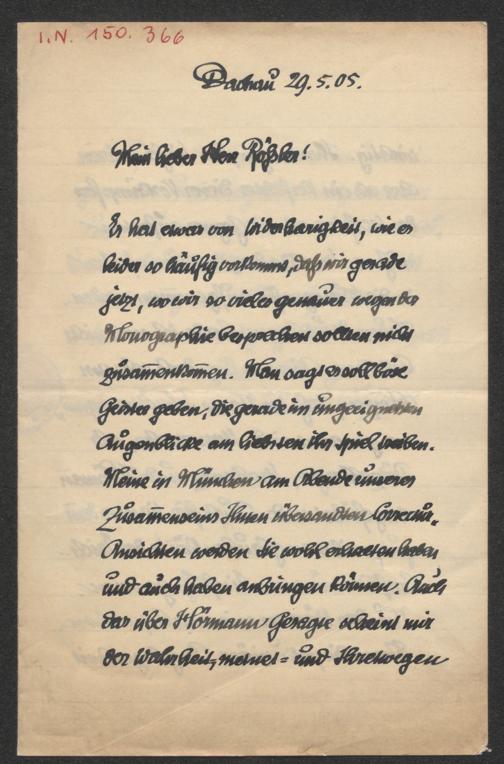 I.N. 150.366
Dachau 29.5.05.
Mein lieber Herr Rößler!
Es hat etwas von Widerhaarigkeit, wie es
leider so häufig vorkommt, daß wir gerade
jetzt, wo wir so vieles genauer wegen der
Monographie besprechen sollten nicht
zusammenkommen. Man sagt es soll böse
Geister geben, die gerade im ungeeigneten
Augenblicke am liebsten ihr Spiel treiben.
Meine in München am Abende unseres
Zusammenseins Ihnen übersandten Correctur-
Ansichten werden Sie wohl erhalten haben
und auch haben anbringen können. Auch
das über Hörmann Gesagte scheint mir
der Wahrheit, meinet- und Ihretwegen